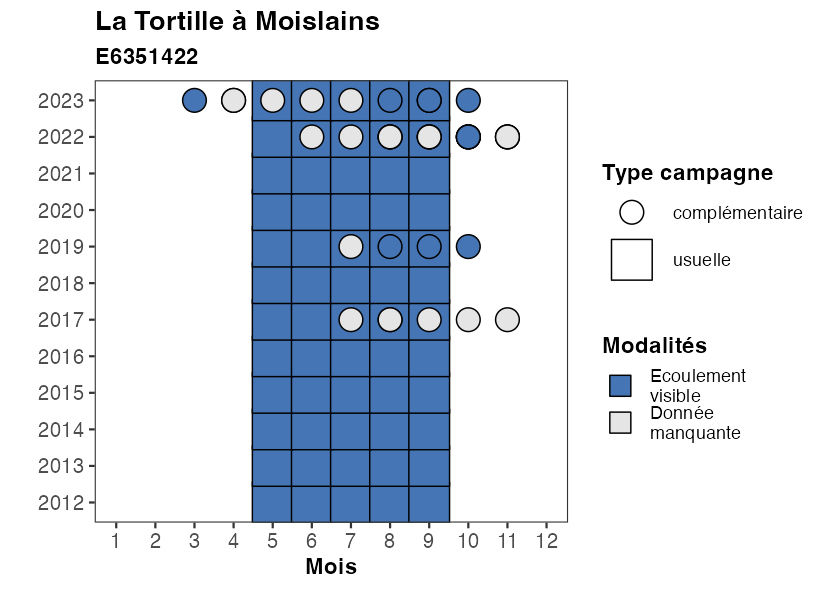 La Tortille à Moislains
E6351422
2023
2022
2021
2020
2019
2018
2017
2016
2015
2014
2013
2012
1 2 3 4 5 6 7 8 9 10 11 12
Mois
Type campagne
complémentaire
usuelle
Modalités
Ecoulement
visible
Donnée
manquante